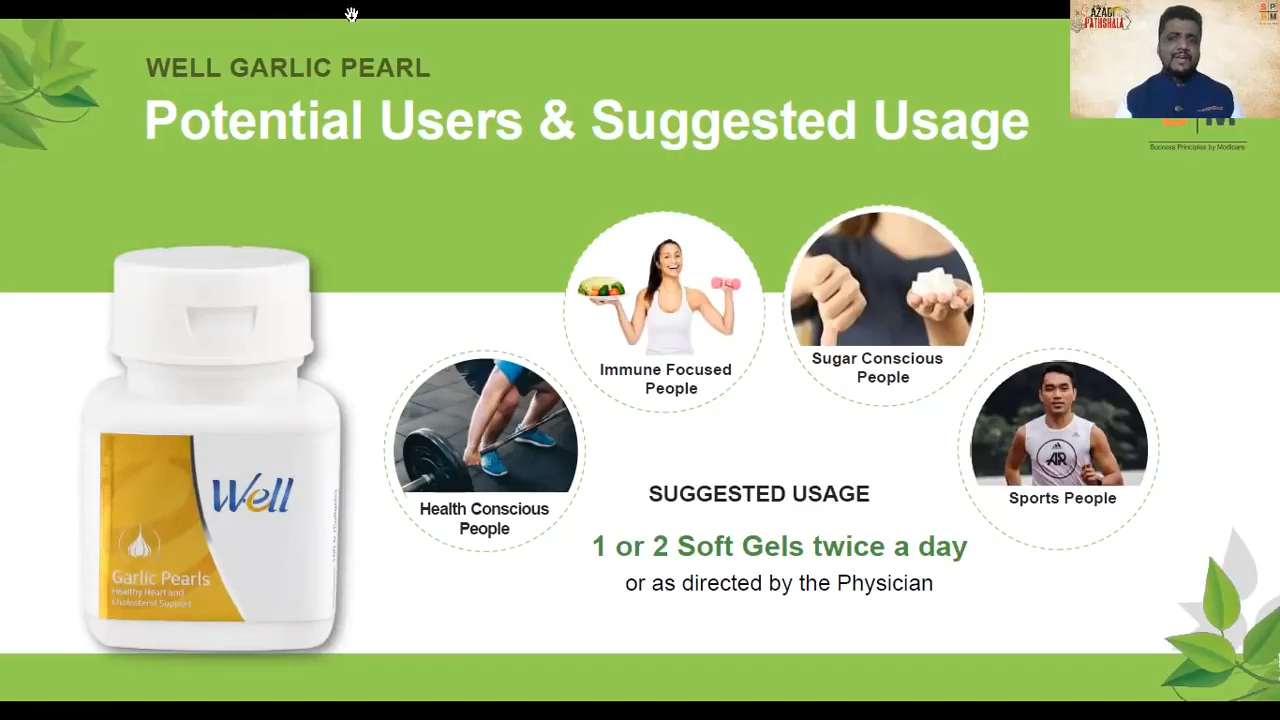 WELL GARLIC PEARL
Potential Users & Suggested Usage
AZADI
PATHSHALA
Success Principles by Modicare
Immune Focused
People
Sugar Conscious
People
Health Conscious
People
Sports People
AR
SUGGESTED USAGE
1 or 2 Soft Gels twice a day
or as directed by the Physician
Well
Garlic Pearls
Healthy Heart and
Cholesterol Support